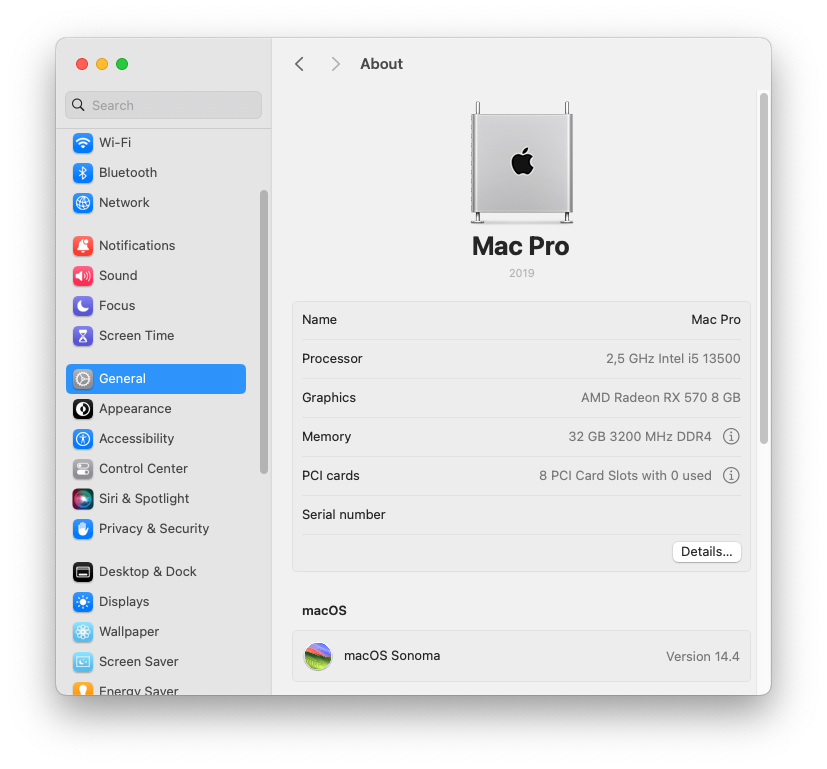 About
Search
Wi-Fi
Bluetooth
Network
Notifications
Sound
Focus
Screen Time
General
Appearance
Accessibility
Control Center
Siri & Spotlight
Privacy & Security
Desktop & Dock
Displays
Wallpaper
Screen Saver
Energy Saver
Mac Pro
2019
Name Mac Pro
Processor 2,5 GHz Intel i5 13500
Graphics AMD Radeon RX 570 8 GB
Memory 32 GB 3200 MHz DDR4
PCI cards 8 PCI Card Slots with 0 used
Serial number
Details...
macOS
macOS Sonoma Version 14.4